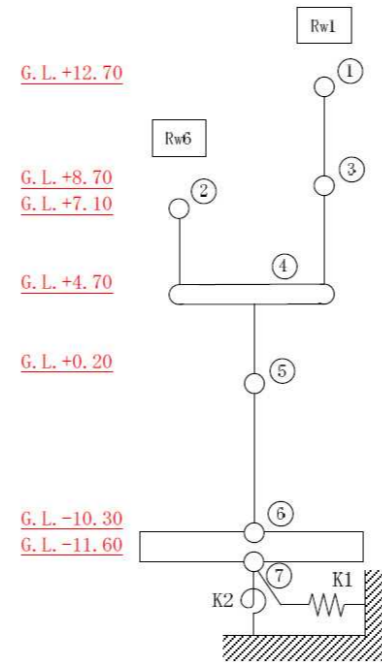 Rw1
G.L.+12.70
①
Rw6
G.L.+8.70
③
G.L.+7.10
②
④
G.L.+4.70
G.L.+0.20
⑤
G.L.-10.30
⑥
G.L.-11.60
⑦
K1
K2